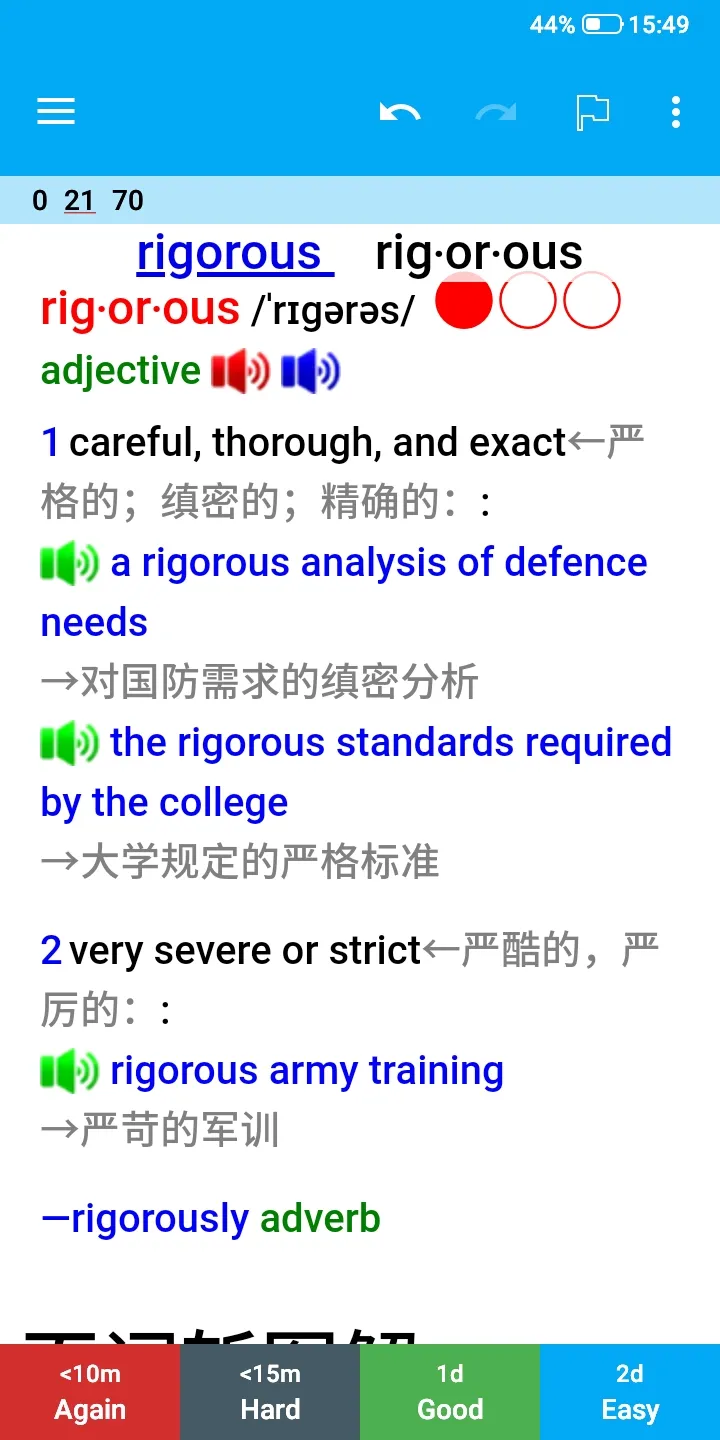 44% 15:49
0 21 70
rigorous rig·or·ous
rig·or·ous /ˈrɪɡərəs/
adjective
1 careful, thorough, and exact←严
格的；缜密的；精确的：:
a rigorous analysis of defence
needs
→对国防需求的缜密分析
the rigorous standards required
by the college
→大学规定的严格标准
2 very severe or strict←严酷的，严
厉的：:
rigorous army training
→严苛的军训
—rigorously adverb
<10m <15m 1d 2d
Again Hard Good Easy